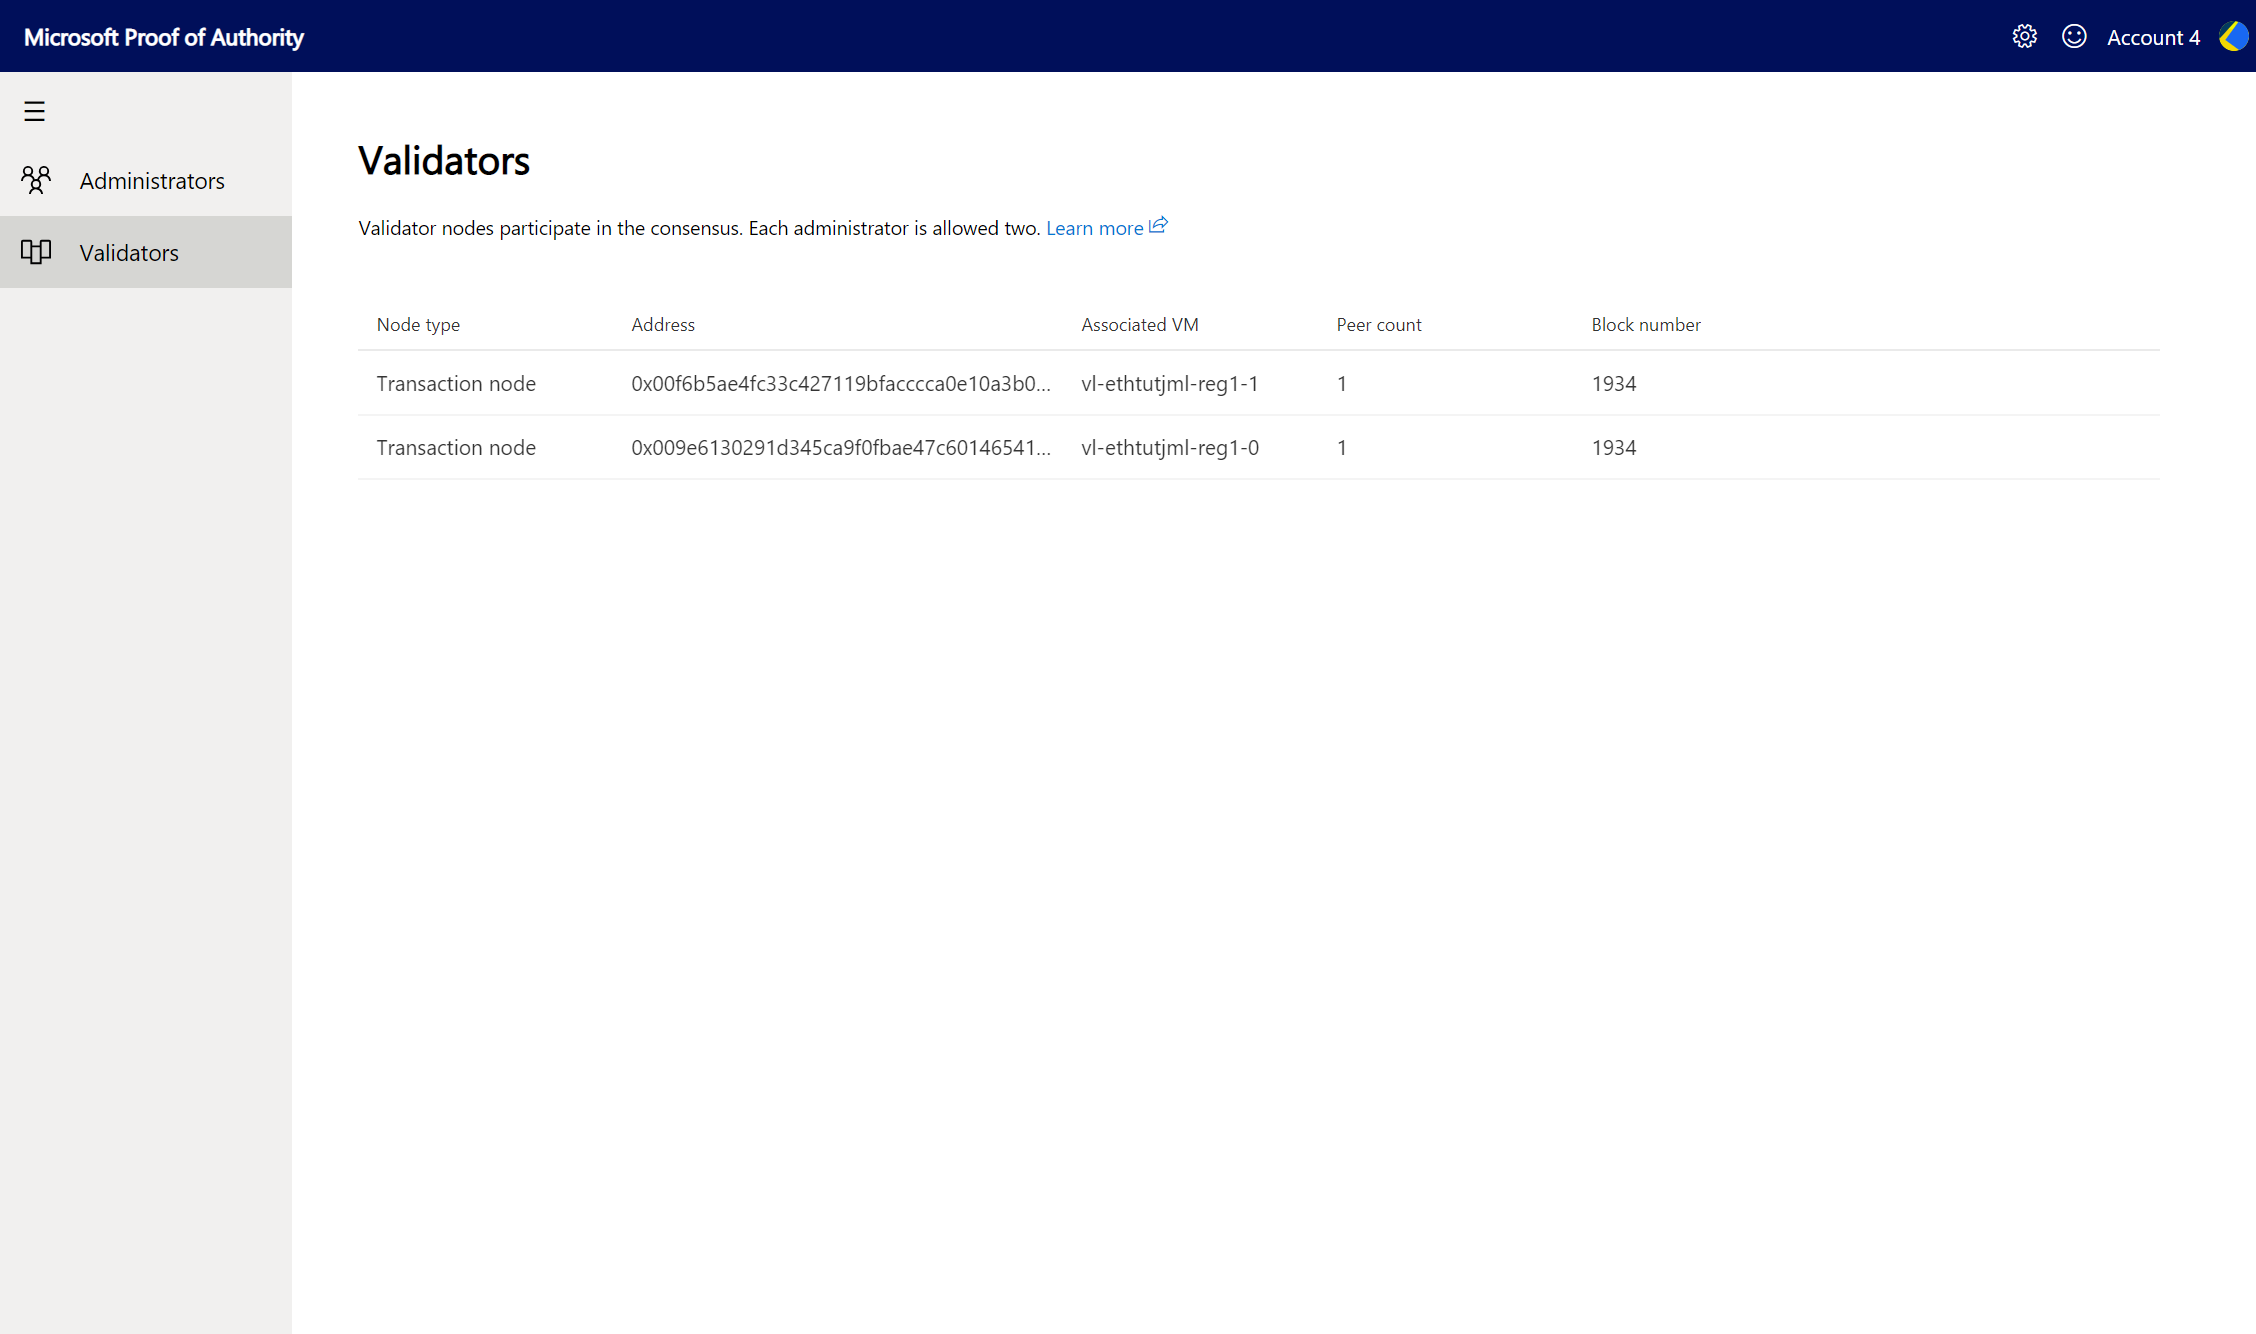 Microsoft Proof of Authority
Account 4
Administrators
Validators
Validators
Validator nodes participate in the consensus. Each administrator is allowed two. Learn more
Node type Address Associated VM Peer count Block number
Transaction node 0x00f6b5ae4fc33c427119bfacccca0e10a3b0... vl-ethtutjml-reg1-1 1 1934
Transaction node 0x009e6130291d345ca9f0fbae47c60146541... vl-ethtutjml-reg1-0 1 1934